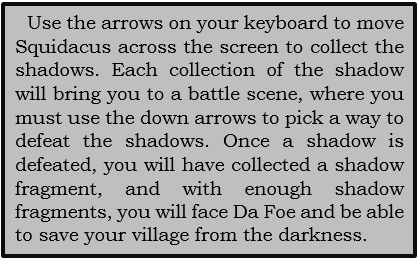 Use the arrows on your keyboard to move
Squidacus across the screen to collect the
shadows. Each collection of the shadow
will bring you to a battle scene, where you
must use the down arrows to pick a way to
defeat the shadows. Once a shadow is
defeated, you will have collected a shadow
fragment, and with enough shadow
fragments, you will face Da Foe and be able
to save your village from the darkness.